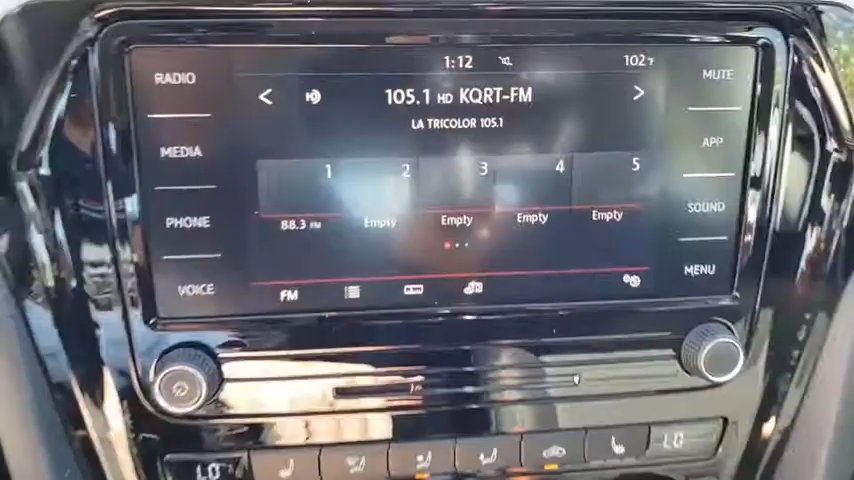 1:12 102°F
RADIO MUTE
HD 105.1 HD KQRT-FM
LA TRICOLOR 105.1
MEDIA APP
1 2 3 4 5
PHONE 88.3 FM Empty Empty Empty Empty SOUND
VOICE FM MENU
LO LO